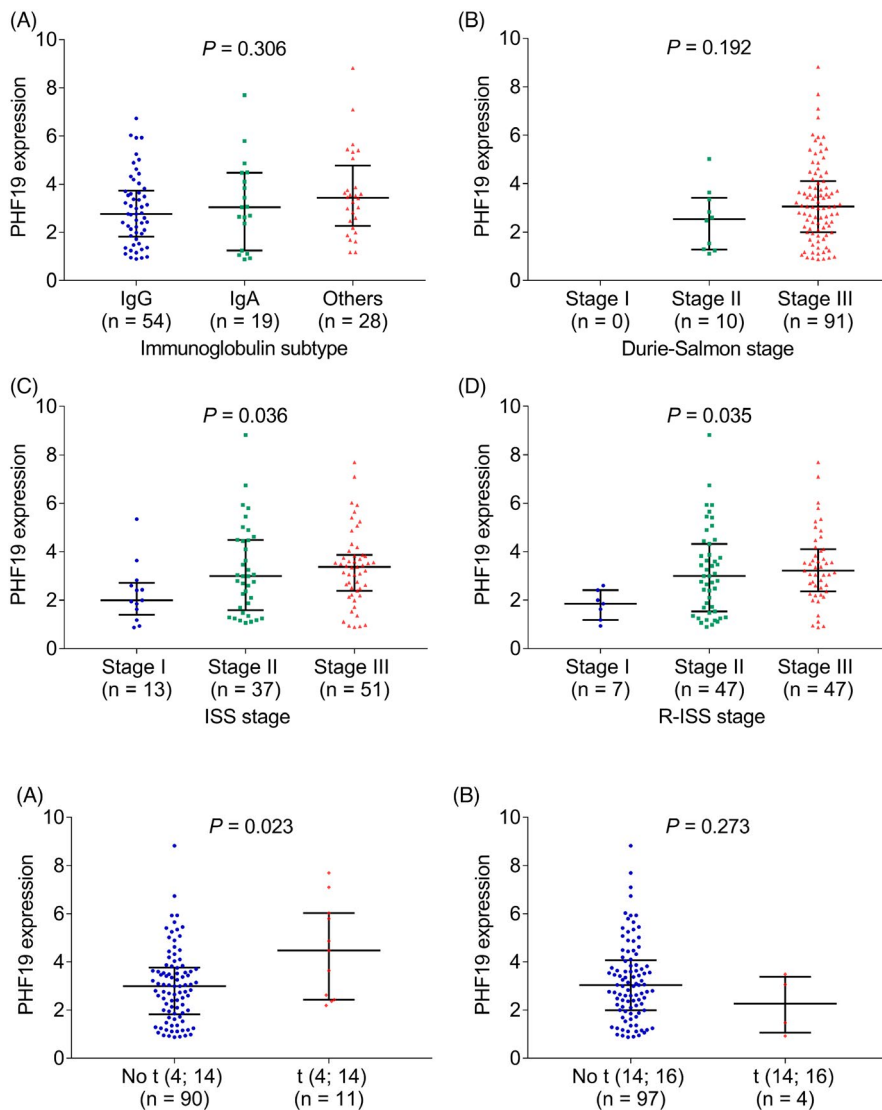 (A)
P = 0.306
PHF19 expression
10
8
6
4
2
0
IgG
(n = 54)
IgA
(n = 19)
Others
(n = 28)
Immunoglobulin subtype
(B)
P = 0.192
PHF19 expression
10
8
6
4
2
0
Stage I
(n = 0)
Stage II
(n = 10)
Stage III
(n = 91)
Durie-Salmon stage
(C)
P = 0.036
PHF19 expression
10
8
6
4
2
0
Stage I
(n = 13)
Stage II
(n = 37)
Stage III
(n = 51)
ISS stage
(D)
P = 0.035
PHF19 expression
10
8
6
4
2
0
Stage I
(n = 7)
Stage II
(n = 47)
Stage III
(n = 47)
R-ISS stage
(A)
P = 0.023
PHF19 expression
10
8
6
4
2
0
No t (4; 14)
(n = 90)
t (4; 14)
(n = 11)
(B)
P = 0.273
PHF19 expression
10
8
6
4
2
0
No t (14; 16)
(n = 97)
t (14; 16)
(n = 4)